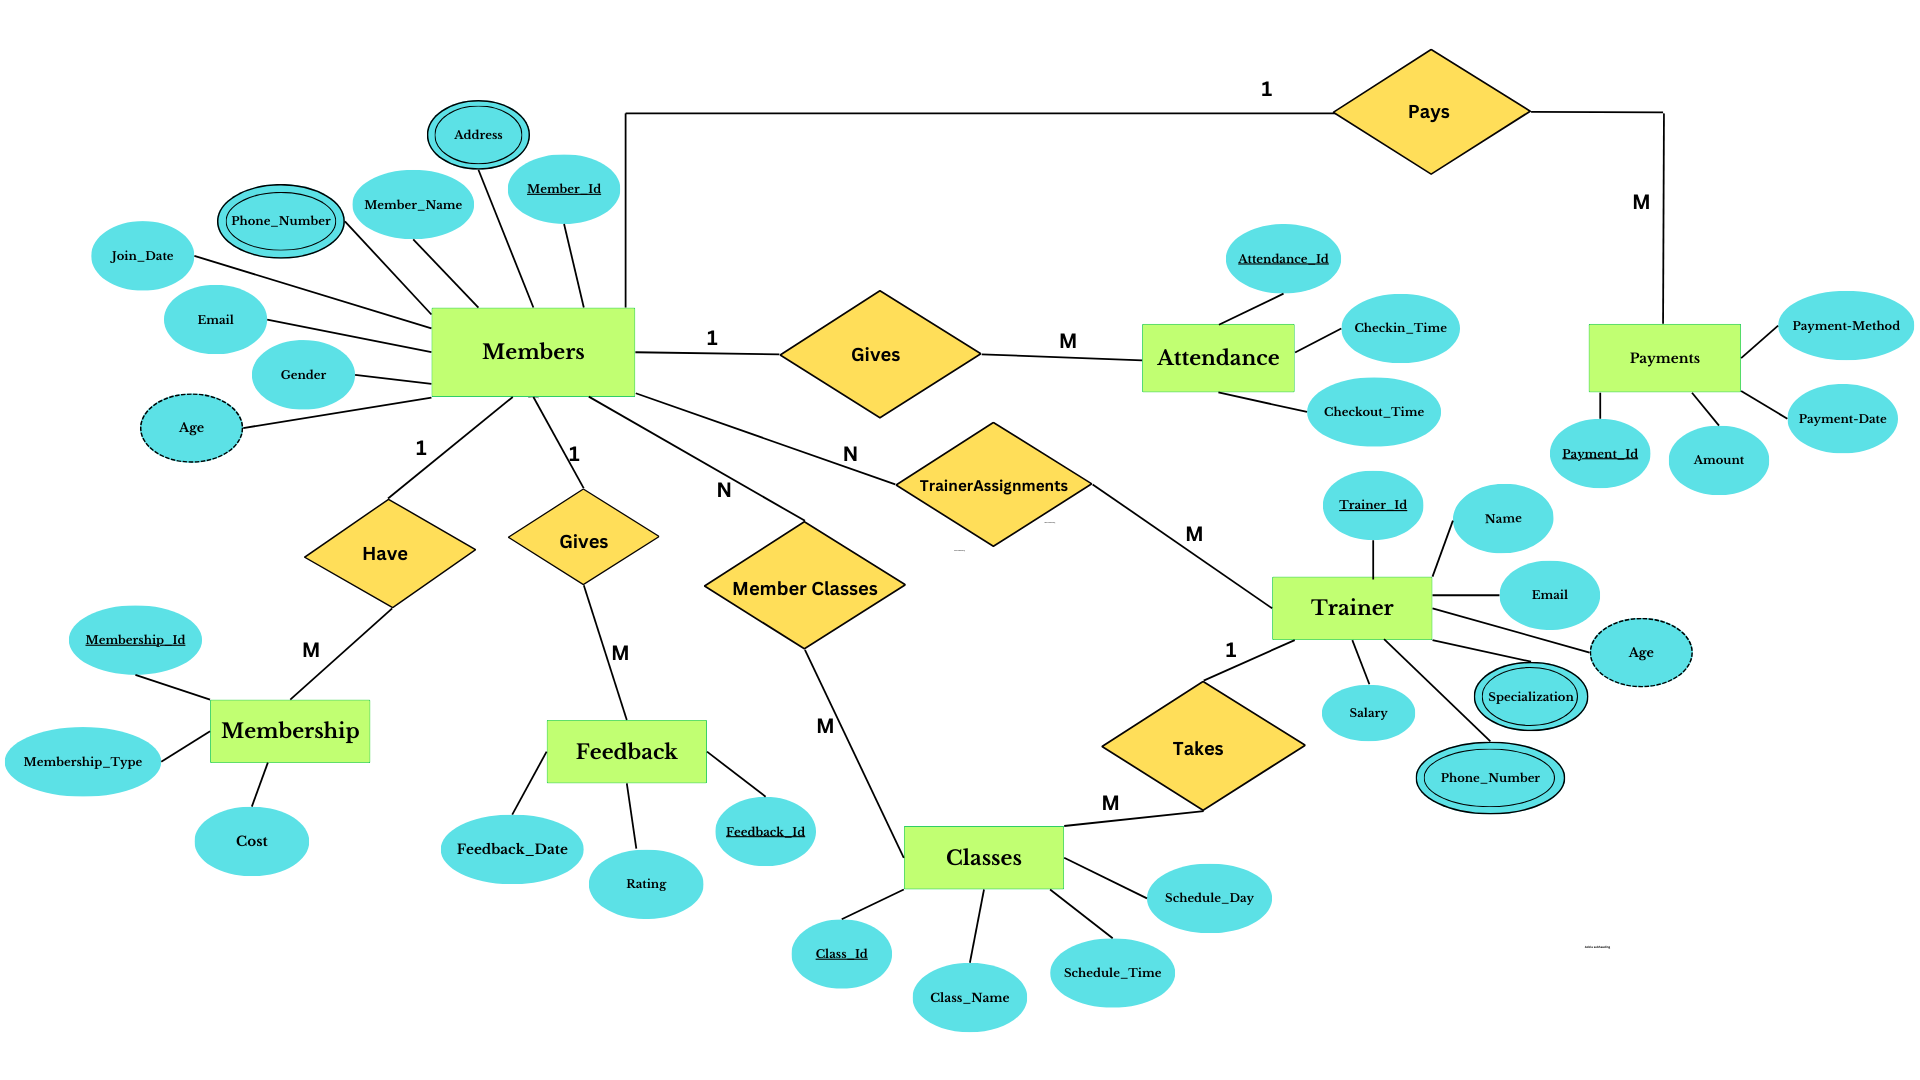 1
Pays
Address
Member_Id
Member_Name
Phone_Number
M
Join_Date
Attendance_Id
Email
Payment-Method
Checkin_Time
1
M
Members
Gives
Attendance
Payments
Gender
Checkout_Time
Payment-Date
Age
1
1
N
Payment_Id
Amount
N
TrainerAssignments
Trainer_Id
Name
M
Have
Gives
Member Classes
Email
Trainer
Membership_Id
M
M
1
Age
Specialization
Salary
M
Membership
Feedback
Takes
Membership_Type
Phone_Number
M
Feedback_Id
Cost
Feedback_Date
Classes
Rating
Schedule_Day
Class_Id
Schedule_Time
Class_Name